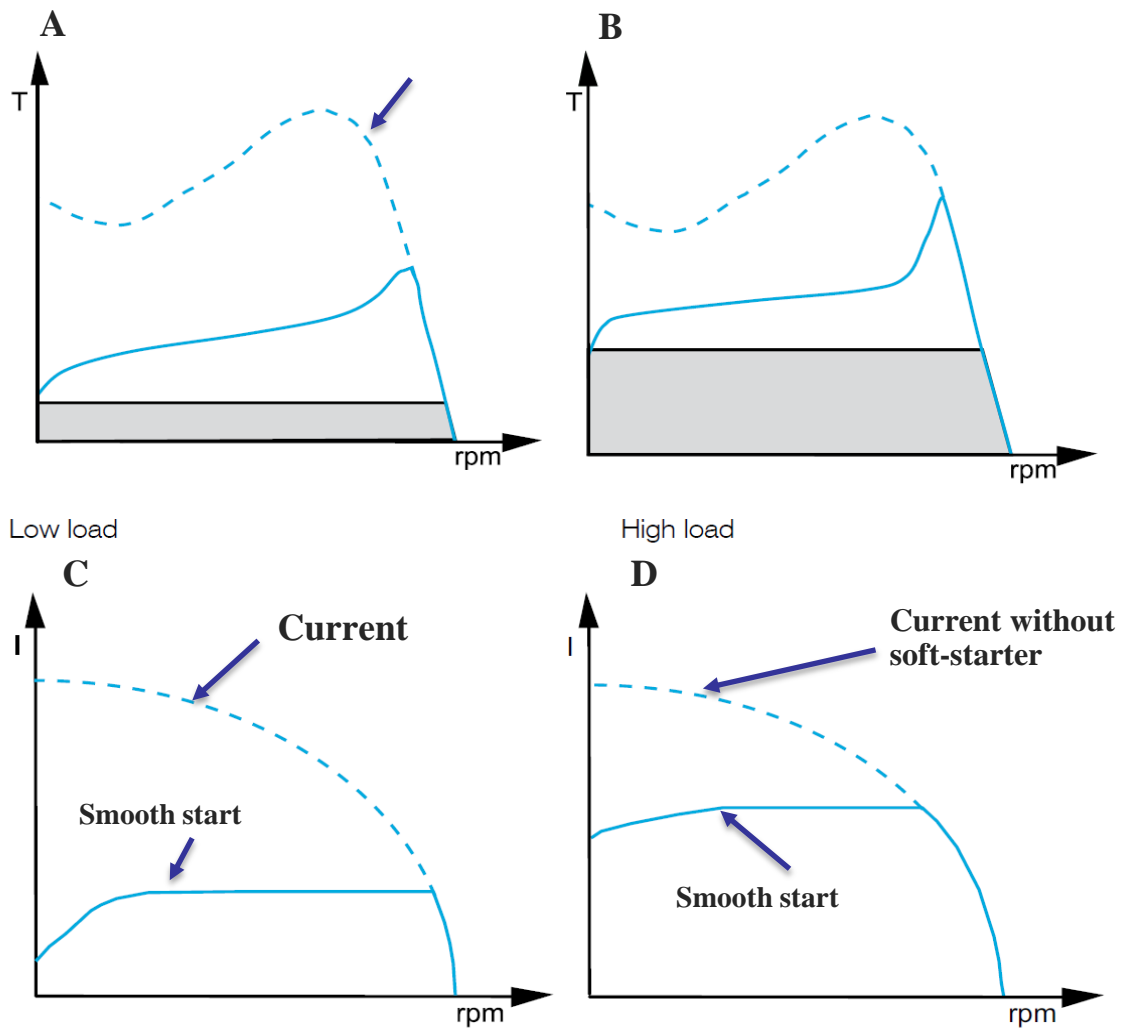 A
B
T
T
rpm
rpm
Low load
High load
C
D
I
Current
I
Current without
soft-starter
Smooth start
Smooth start
rpm
rpm